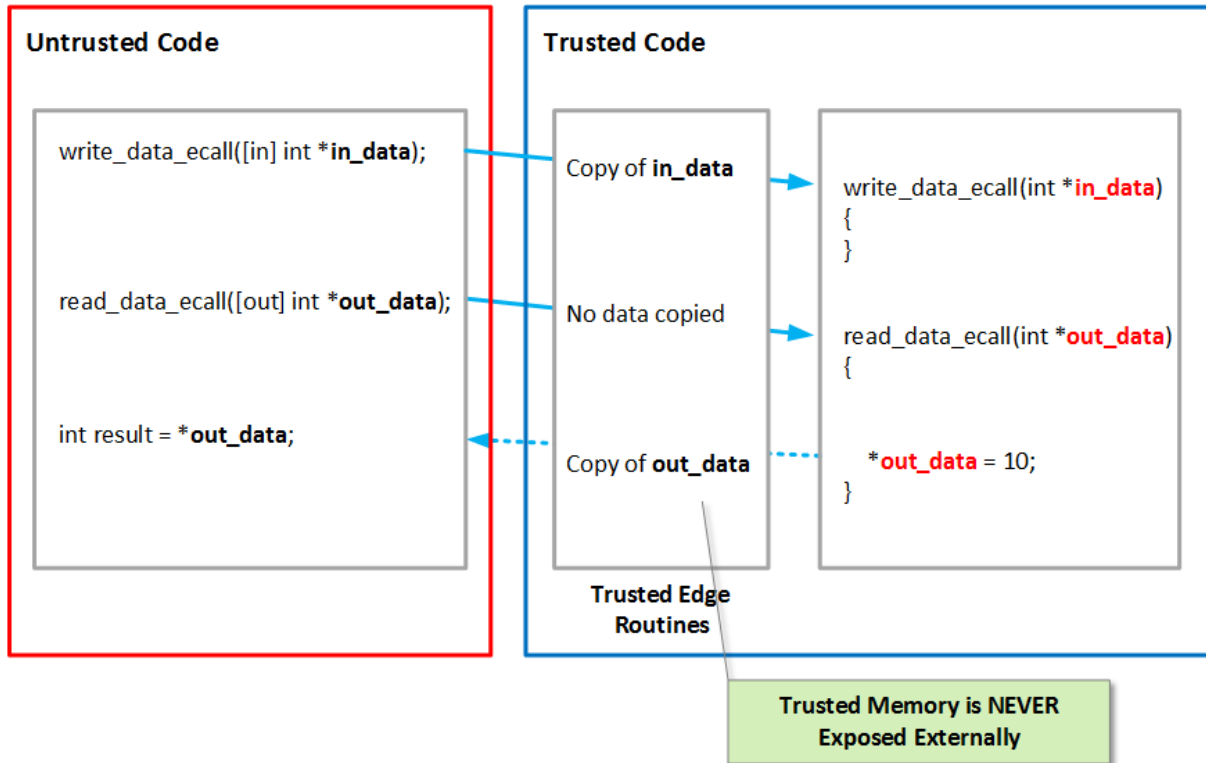 Untrusted Code
Trusted Code
write_data_ecall([in] int *in_data);
read_data_ecall([out] int *out_data);
int result = *out_data;
Copy of in_data
No data copied
Copy of out_data
Trusted Edge
Routines
write_data_ecall(int *in_data)
{
}
read_data_ecall(int *out_data)
{
*out_data = 10;
}
Trusted Memory is NEVER
Exposed Externally